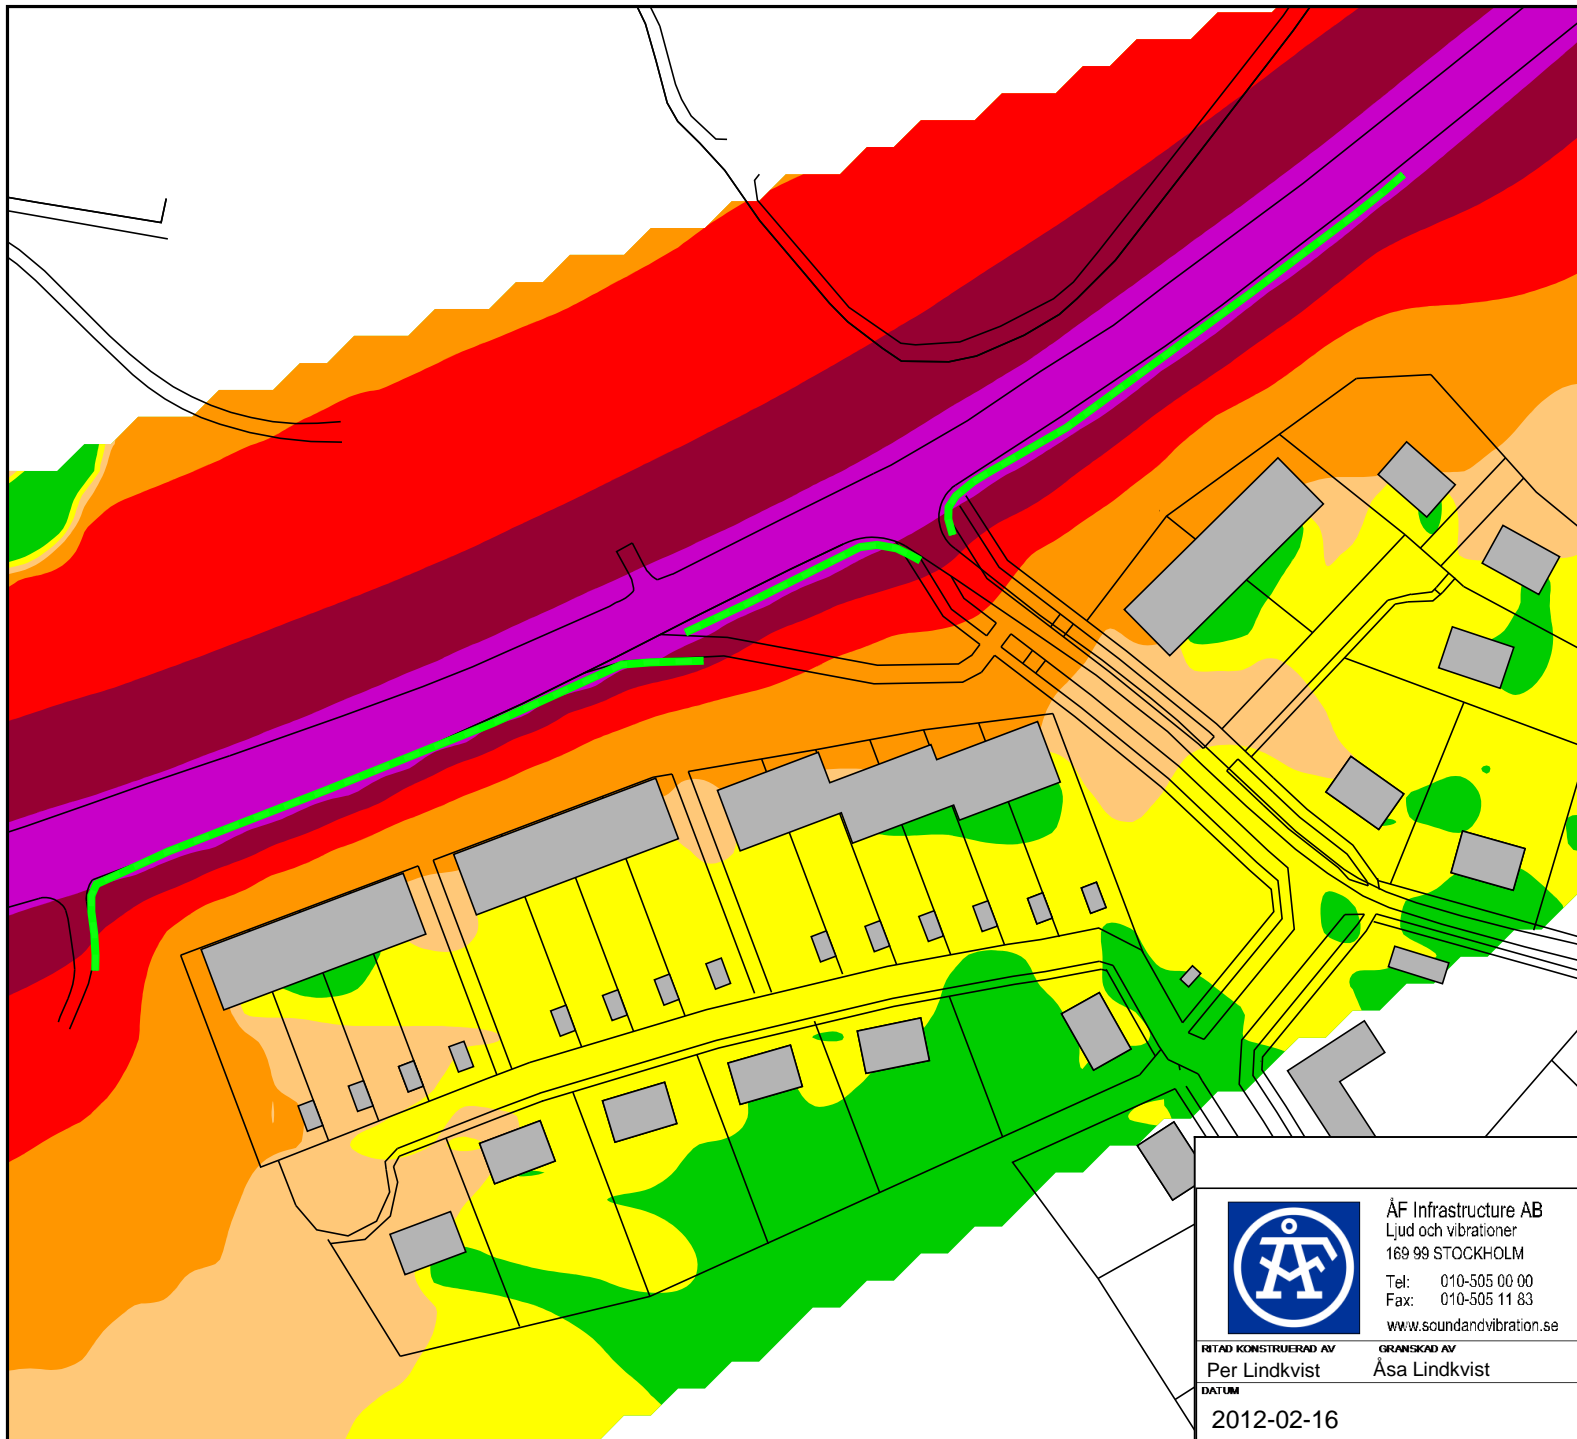 ÅF
ÅF Infrastructure AB
Ljud och vibrationer
169 99 STOCKHOLM
Tel: 010-505 00 00
Fax: 010-505 11 83
www.soundandvibration.se
RITAD KONSTRUERAD AV GRANSKAD AV
Per Lindkvist Åsa Lindkvist
DATUM
2012-02-16